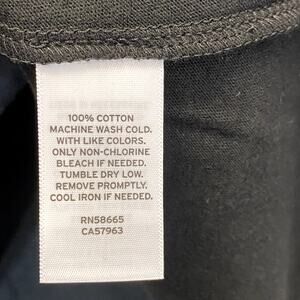 100% COTTON
MACHINE WASH COLD.
WITH LIKE COLORS.
ONLY NON-CHLORINE
BLEACH IF NEEDED.
TUMBLE DRY LOW.
REMOVE PROMPTLY.
COOL IRON IF NEEDED.
RN58665
CA57963